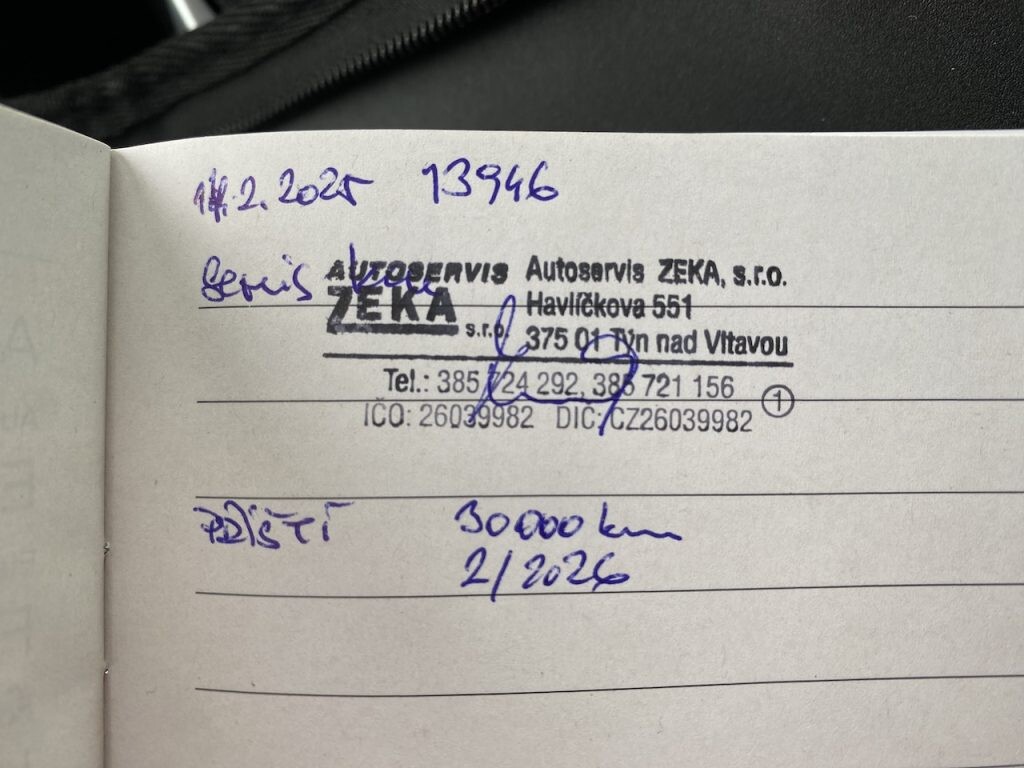 14.2.2025 13946
Servis
AUTOSERVIS
ZEKA
s.r.o.
Autoservis ZEKA, s.r.o.
Havlíčkova 551
375 01 Týn nad Vltavou
Tel.: 385 724 292, 385 721 156
IČO: 26039982 DIČ: CZ26039982
1
PŘÍŠTÍ 30000 km
2/2026